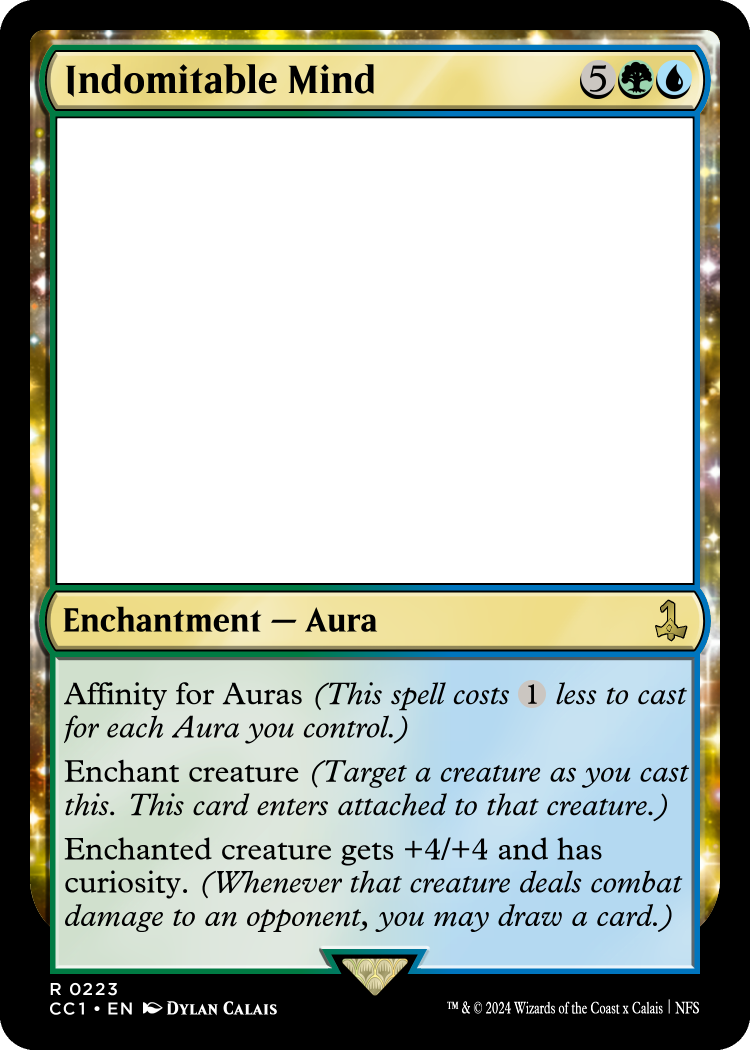 Indomitable Mind 5
Enchantment — Aura
Affinity for Auras (This spell costs 1 less to cast
for each Aura you control.)
Enchant creature (Target a creature as you cast
this. This card enters attached to that creature.)
Enchanted creature gets +4/+4 and has
curiosity. (Whenever that creature deals combat
damage to an opponent, you may draw a card.)
R 0223
CC1 • EN Dylan Calais
™ & © 2024 Wizards of the Coast x Calais | NFS